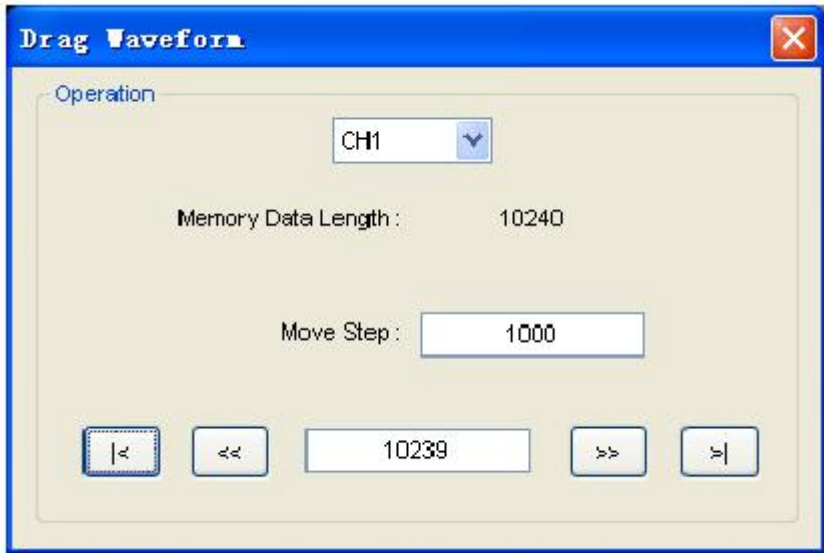 Drag Waveform
Operation
CH1
Memory Data Length : 10240
Move Step : 1000
|< << 10239 >> >|